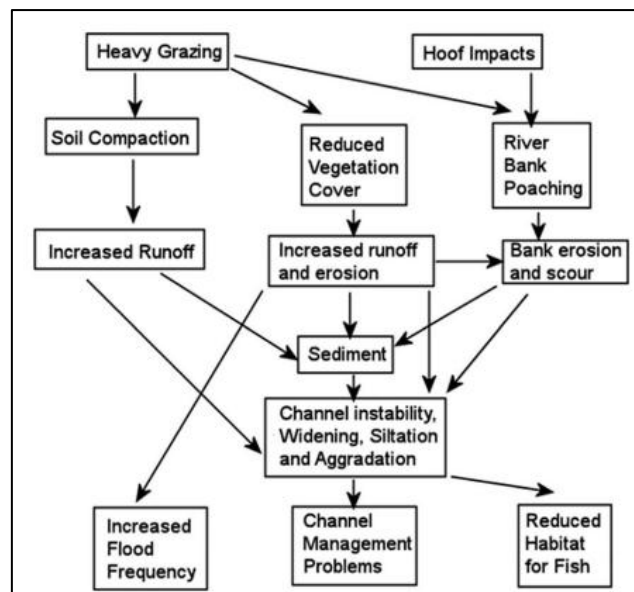 Heavy Grazing
Hoof Impacts
Soil Compaction
Reduced
Vegetation
Cover
River
Bank
Poaching
Increased Runoff
Increased runoff
and erosion
Bank erosion
and scour
Sediment
Channel instability,
Widening, Siltation
and Aggradation
Increased
Flood
Frequency
Channel
Management
Problems
Reduced
Habitat
for Fish